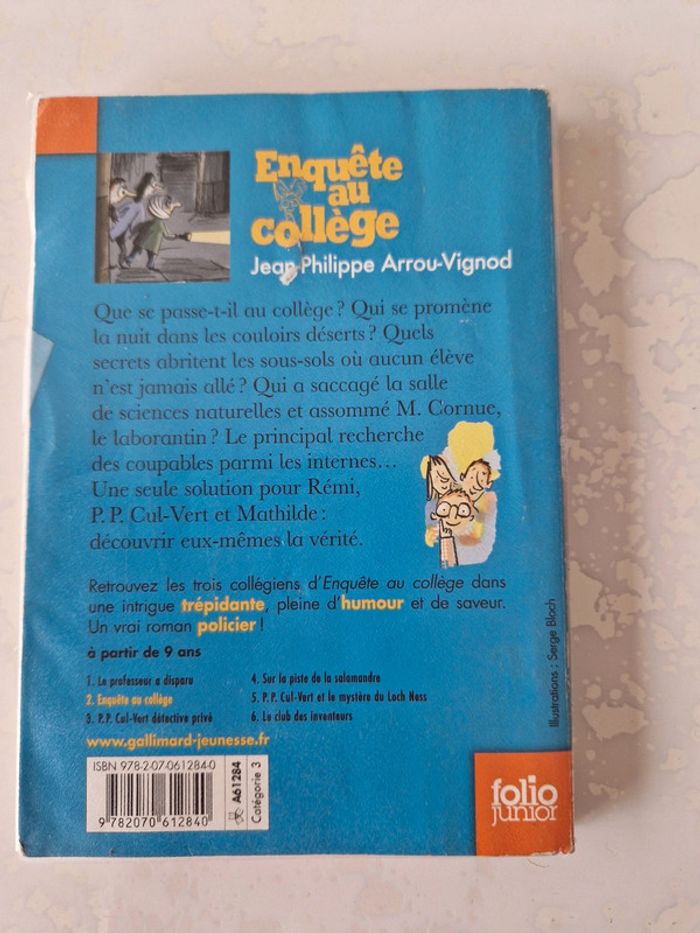 Enquête
au
collège
Jean-Philippe Arrou-Vignod
Que se passe-t-il au collège ? Qui se promène
la nuit dans les couloirs déserts ? Quels
secrets abritent les sous-sols où aucun élève
n'est jamais allé ? Qui a saccagé la salle
de sciences naturelles et assommé M. Cornue,
le laborantin ? Le principal recherche
des coupables parmi les internes…
Une seule solution pour Rémi,
P. P. Cul-Vert et Mathilde :
découvrir eux-mêmes la vérité.
Retrouvez les trois collégiens d'Enquête au collège dans
une intrigue trépidante, pleine d'humour et de saveur.
Un vrai roman policier !
à partir de 9 ans
1. Le professeur a disparu
2. Enquête au collège
3. P. P. Cul-Vert détective privé
4. Sur la piste de la salamandre
5. P. P. Cul-Vert et le mystère du Loch Ness
6. Le club des inventeurs
www.gallimard-jeunesse.fr
ISBN 978-2-07-061284-0
9 782070 612840
A61284
Catégorie 3
Illustrations : Serge Bloch
folio
junior